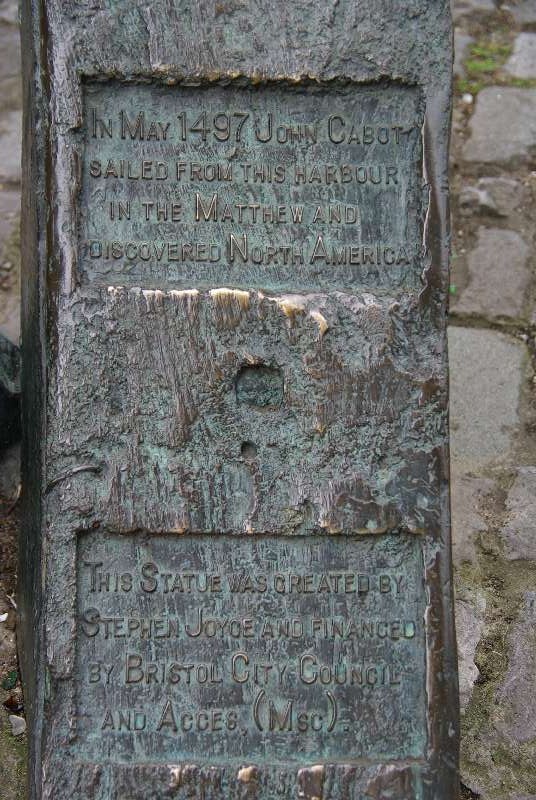 In May 1497 John Cabot
sailed from this harbour
in the Matthew and
discovered North America
This Statue was created by
Stephen Joyce and financed
by Bristol City Council
and Acces, (Msc).